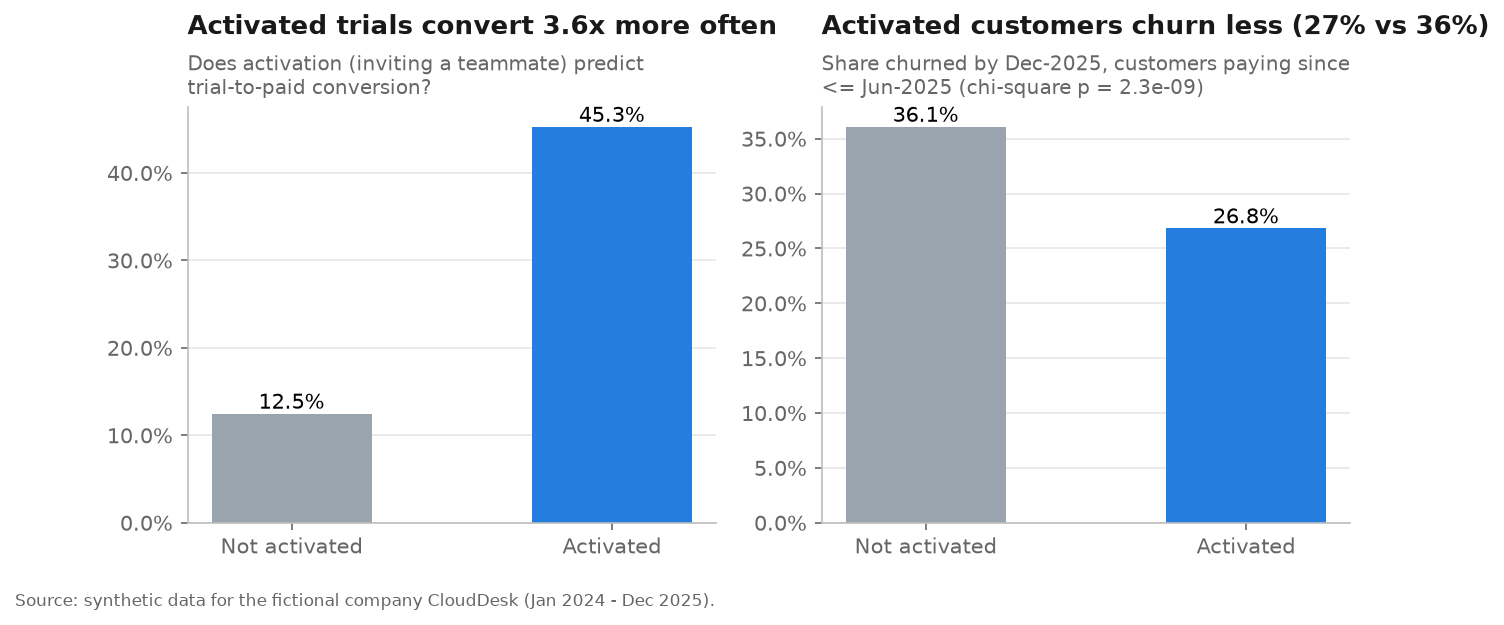 Activated trials convert 3.6x more often
Does activation (inviting a teammate) predict
trial-to-paid conversion?
45.3%
40.0%
30.0%
20.0%
12.5%
10.0%
0.0%
Not activated
Activated
Activated customers churn less (27% vs 36%)
Share churned by Dec-2025, customers paying since
<= Jun-2025 (chi-square p = 2.3e-09)
36.1%
35.0%
30.0%
26.8%
25.0%
20.0%
15.0%
10.0%
5.0%
0.0%
Not activated
Activated
Source: synthetic data for the fictional company CloudDesk (Jan 2024 - Dec 2025).